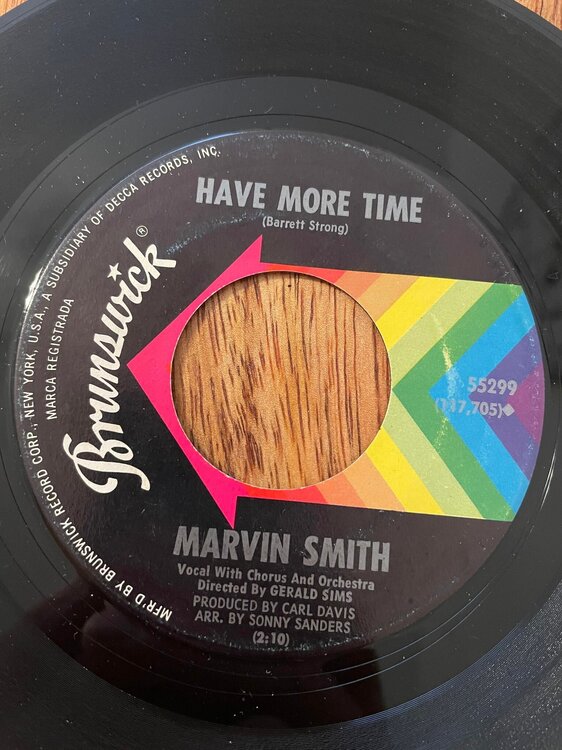 HAVE MORE TIME
(Barrett Strong)
Brunswick®
MFR'D BY BRUNSWICK RECORD CORP., NEW YORK, U.S.A., A SUBSIDIARY OF DECCA RECORDS, INC.
MARCA REGISTRADA
55299
(117,705)◆
MARVIN SMITH
Vocal With Chorus And Orchestra
Directed By GERALD SIMS
PRODUCED BY CARL DAVIS
ARR. BY SONNY SANDERS
(2:10)